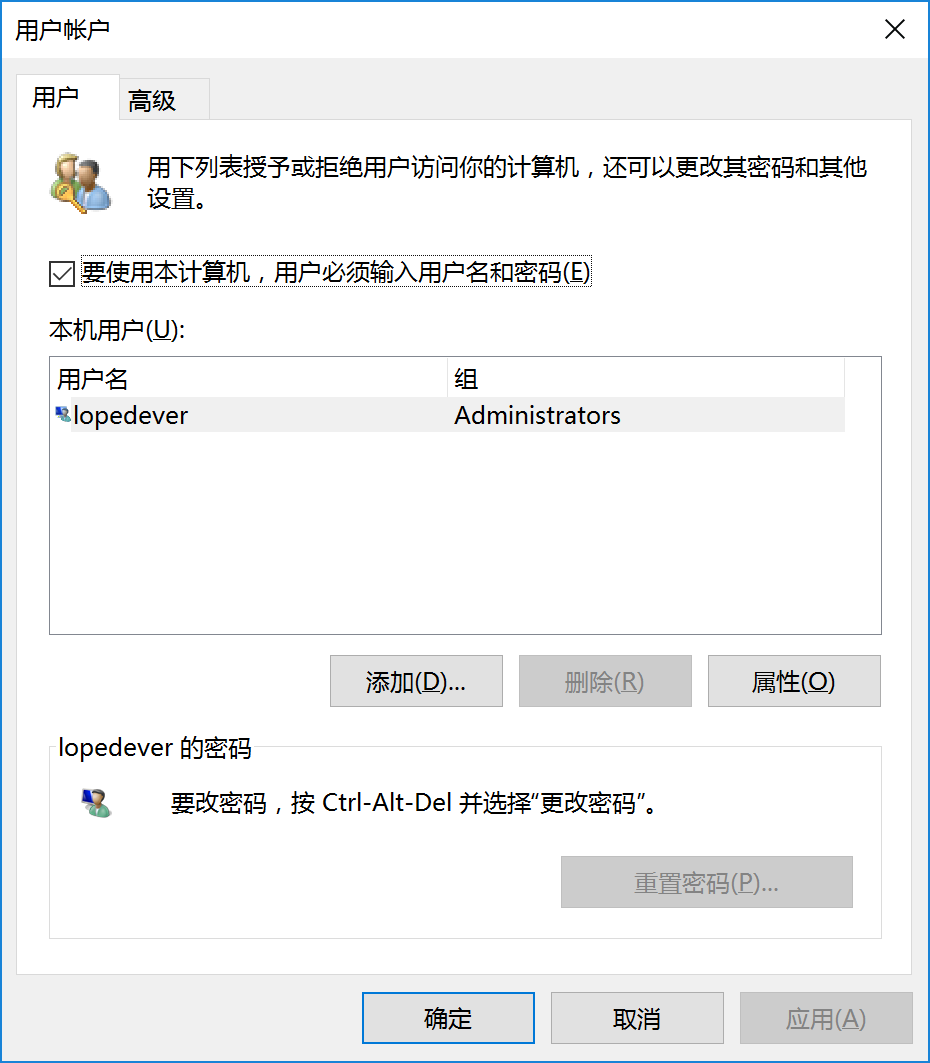 用户帐户
用户
高级
用下列表授予或拒绝用户访问你的计算机，还可以更改其密码和其他
设置。
要使用本计算机，用户必须输入用户名和密码(E)
本机用户(U):
用户名 组
lopedever Administrators
添加(D)... 删除(R) 属性(O)
lopedever 的密码
要改密码，按 Ctrl-Alt-Del 并选择“更改密码”。
重置密码(P)...
确定 取消 应用(A)